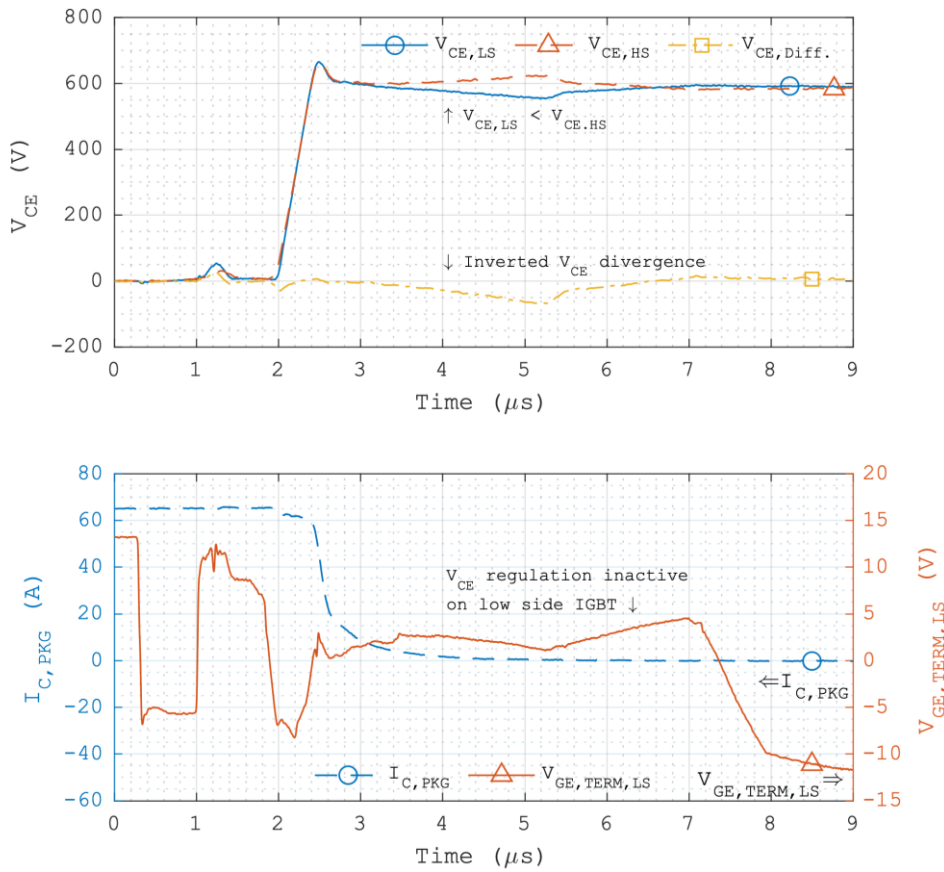 800
600
400
200
0
-200
V_CE (V)
V_CE,LS V_CE,HS V_CE,Diff.
↑ V_CE,LS < V_CE.HS
↓ Inverted V_CE divergence
0 1 2 3 4 5 6 7 8 9
Time (μs)
80
60
40
20
0
-20
-40
-60
I_C,PKG (A)
V_CE regulation inactive
on low side IGBT ↓
⇐I_C,PKG
I_C,PKG V_GE,TERM,LS
V_GE,TERM,LS ⇒
20
15
10
5
0
-5
-10
-15
V_GE,TERM,LS (V)
0 1 2 3 4 5 6 7 8 9
Time (μs)